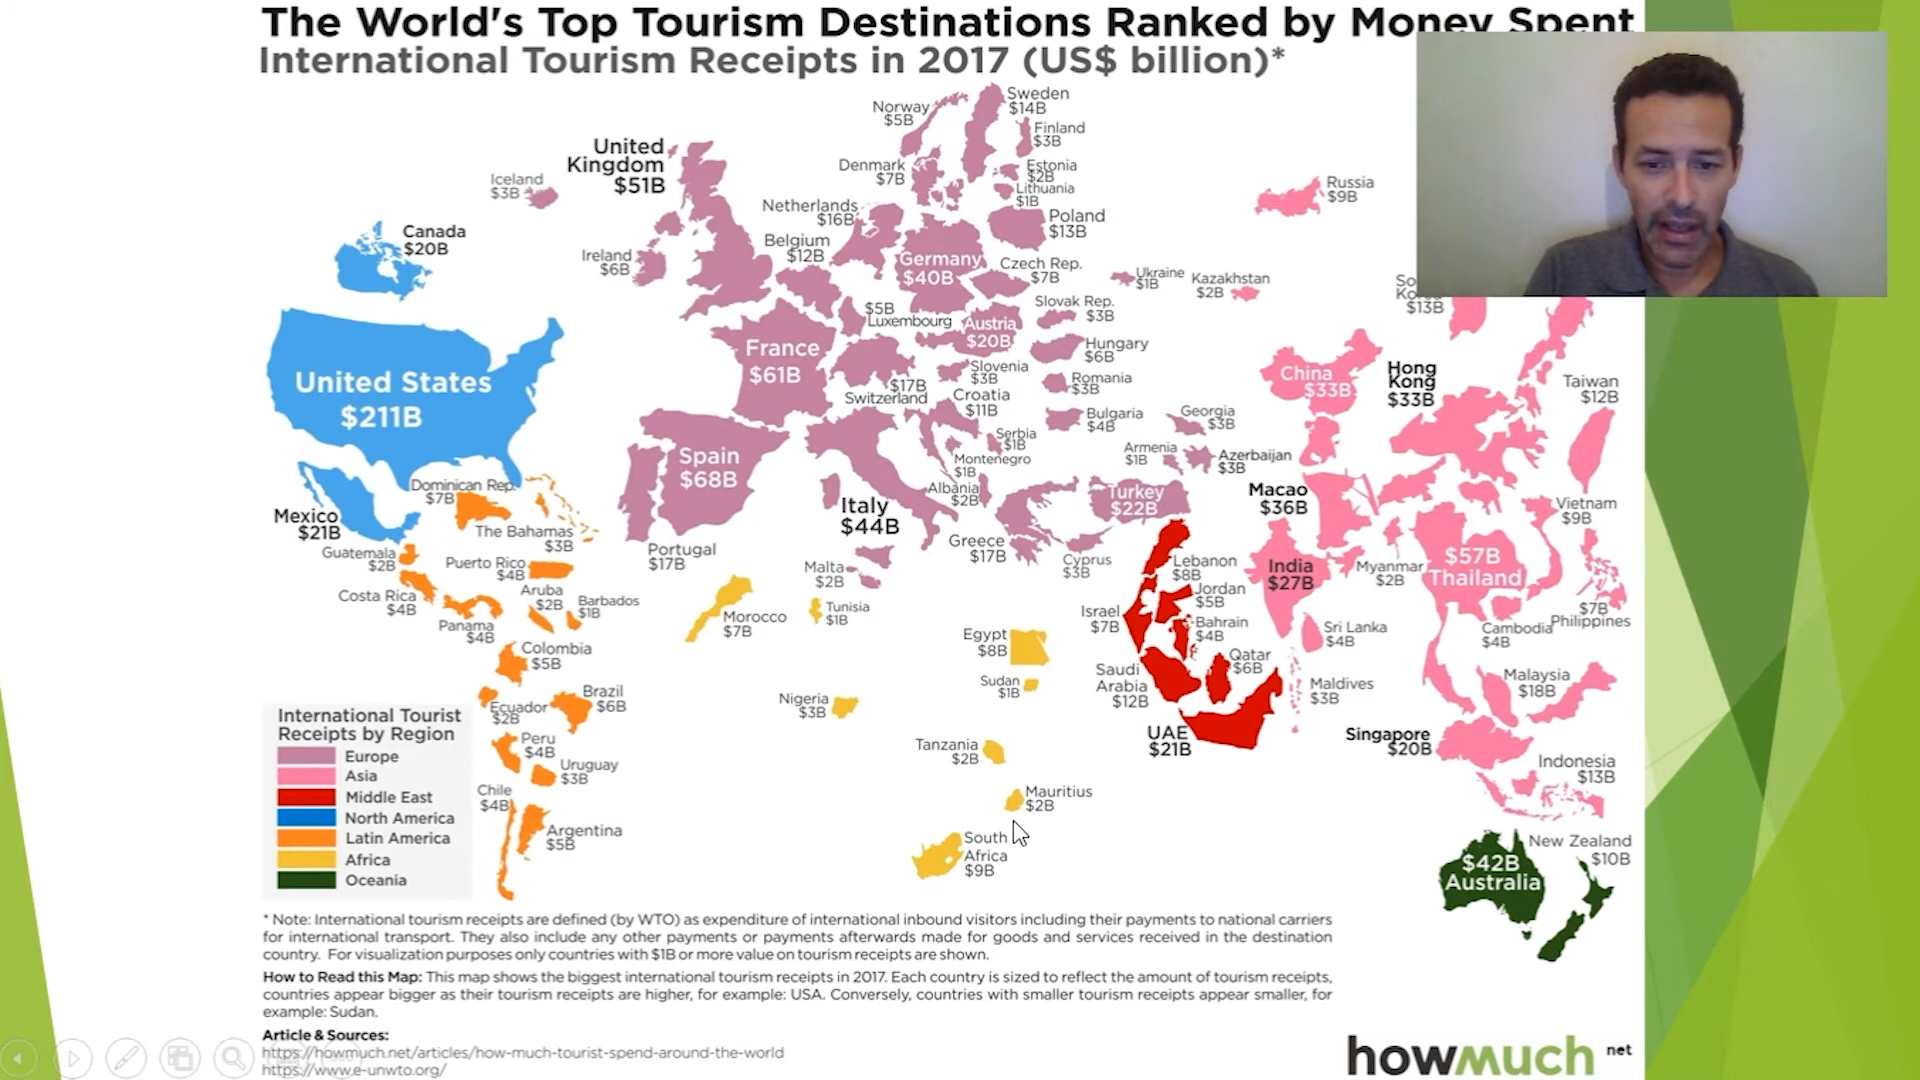 The World's Top Tourism Destinations Ranked by Money Spent
International Tourism Receipts in 2017 (US$ billion)*
Norway
$5B
Sweden
$14B
Finland
$3B
United
Kingdom
$51B
Iceland
$3B
Denmark
$7B
Estonia
$2B
Lithuania
$1B
Netherlands
$16B
Poland
$13B
Russia
$9B
Canada
$20B
Ireland
$6B
Belgium
$12B
Germany
$40B
Czech Rep.
$7B
Ukraine
$1B
Kazakhstan
$2B
$13B
$5B
Luxembourg
Slovak Rep.
$3B
Austria
$20B
France
$61B
Hungary
$6B
United States
$211B
Slovenia
$3B
Romania
$3B
$17B
Switzerland
Croatia
$11B
China
$33B
Hong
Kong
$33B
Taiwan
$12B
Bulgaria
$4B
Georgia
$3B
Serbia
$1B
Montenegro
$1B
Armenia
$1B
Azerbaijan
$3B
Spain
$68B
Albania
$2B
Italy
$44B
Turkey
$22B
Macao
$36B
Dominican Rep.
$7B
Mexico
$21B
The Bahamas
$3B
Vietnam
$9B
Portugal
$17B
Greece
$17B
Cyprus
$3B
Guatemala
$2B
Puerto Rico
$4B
Malta
$2B
Lebanon
$8B
India
$27B
Myanmar
$2B
$57B
Thailand
Costa Rica
$4B
Aruba
$2B
Barbados
$1B
Panama
$4B
Morocco
$7B
Tunisia
$1B
Israel
$7B
Jordan
$5B
Bahrain
$4B
Sri Lanka
$4B
Cambodia
$4B
$7B
Philippines
Colombia
$5B
Egypt
$8B
Qatar
$6B
Saudi
Arabia
$12B
Sudan
$1B
Maldives
$3B
Malaysia
$18B
Ecuador
$2B
Brazil
$6B
Nigeria
$3B
UAE
$21B
Singapore
$20B
Peru
$4B
Uruguay
$3B
Tanzania
$2B
Indonesia
$13B
Chile
$4B
Argentina
$5B
Mauritius
$2B
South
Africa
$9B
$42B
Australia
New Zealand
$10B
International Tourist
Receipts by Region
Europe
Asia
Middle East
North America
Latin America
Africa
Oceania
* Note: International tourism receipts are defined (by WTO) as expenditure of international inbound visitors including their payments to national carriers
for international transport. They also include any other payments or payments afterwards made for goods and services received in the destination
country. For visualization purposes only countries with $1B or more value on tourism receipts are shown.
How to Read this Map: This map shows the biggest international tourism receipts in 2017. Each country is sized to reflect the amount of tourism receipts,
countries appear bigger as their tourism receipts are higher, for example: USA. Conversely, countries with smaller tourism receipts appear smaller, for
example: Sudan.
Article & Sources:
https://howmuch.net/articles/how-much-tourist-spend-around-the-world
https://www.e-unwto.org/
howmuch net